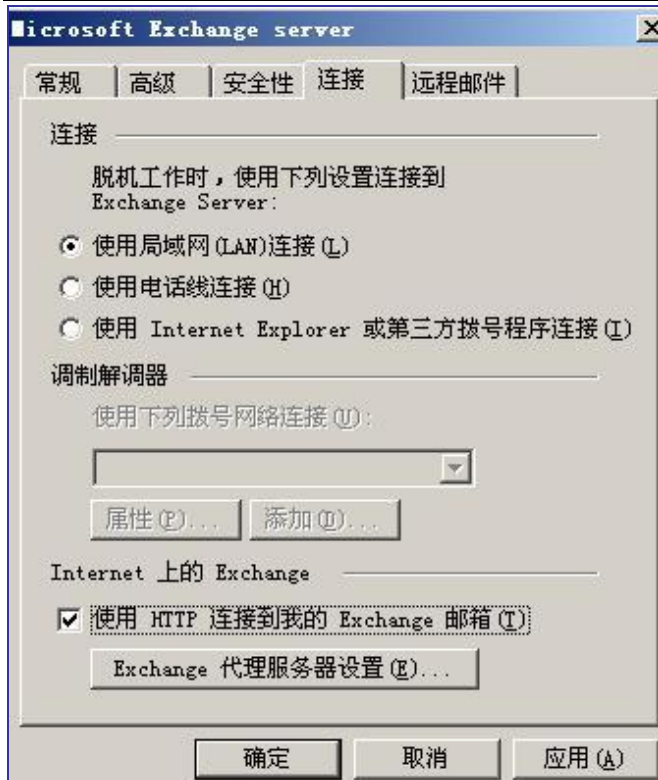 Microsoft Exchange server
常规 高级 安全性 连接 远程邮件
连接
脱机工作时，使用下列设置连接到
Exchange Server:
使用局域网(LAN)连接(L)
使用电话线连接(H)
使用 Internet Explorer 或第三方拨号程序连接(I)
调制解调器
使用下列拨号网络连接(U):
属性(P)... 添加(D)...
Internet 上的 Exchange
使用 HTTP 连接到我的 Exchange 邮箱(T)
Exchange 代理服务器设置(E)...
确定 取消 应用(A)